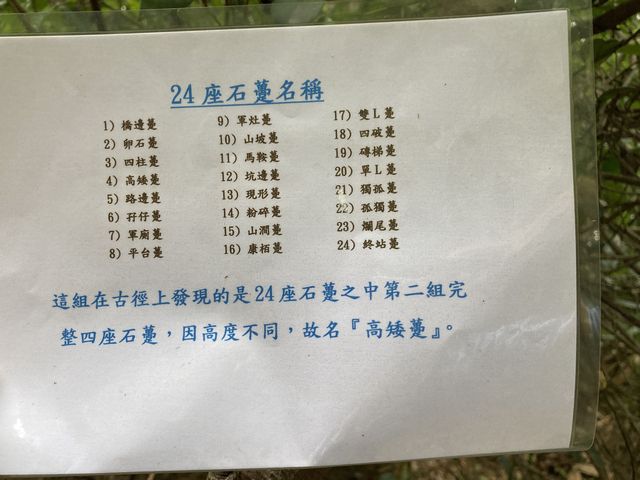 24座石躉名稱
1) 橋邊躉
2) 卵石躉
3) 四柱躉
4) 高矮躉
5) 路邊躉
6) 孖仔躉
7) 軍廟躉
8) 平台躉
9) 軍灶躉
10) 山坡躉
11) 馬鞍躉
12) 坑邊躉
13) 現形躉
14) 粉碎躉
15) 山澗躉
16) 康栢躉
17) 雙L躉
18) 四破躉
19) 磚梯躉
20) 單L躉
21) 獨孤躉
22) 孤獨躉
23) 爛尾躉
24) 終站躉
這組在古徑上發現的是24座石躉之中第二組完
整四座石躉，因高度不同，故名『高矮躉』。